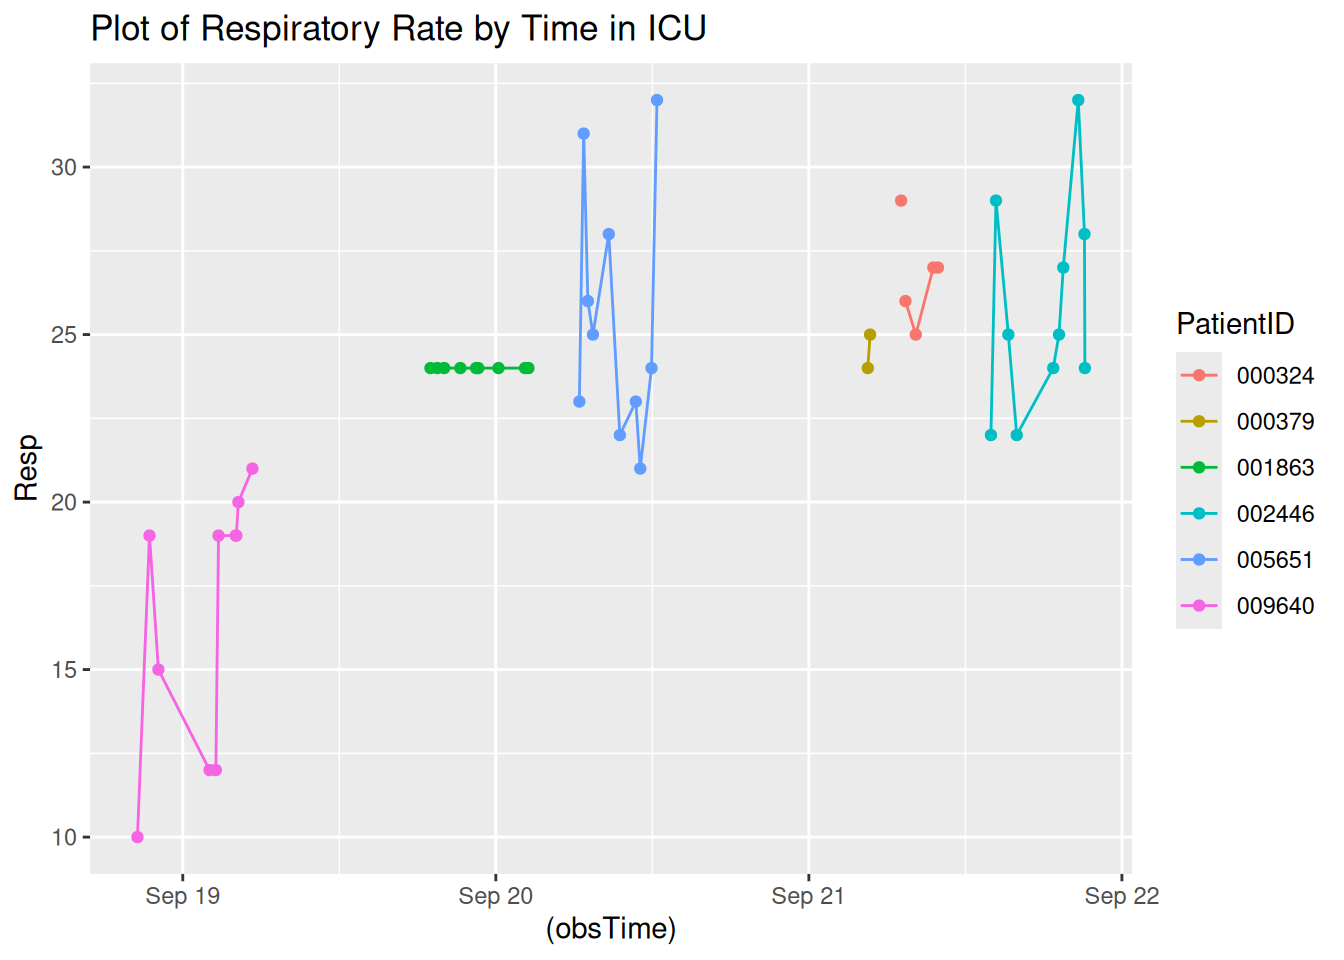 Plot of Respiratory Rate by Time in ICU
30
25
20
15
10
Resp
Sep 19
Sep 20
Sep 21
Sep 22
(obsTime)
PatientID
000324
000379
001863
002446
005651
009640